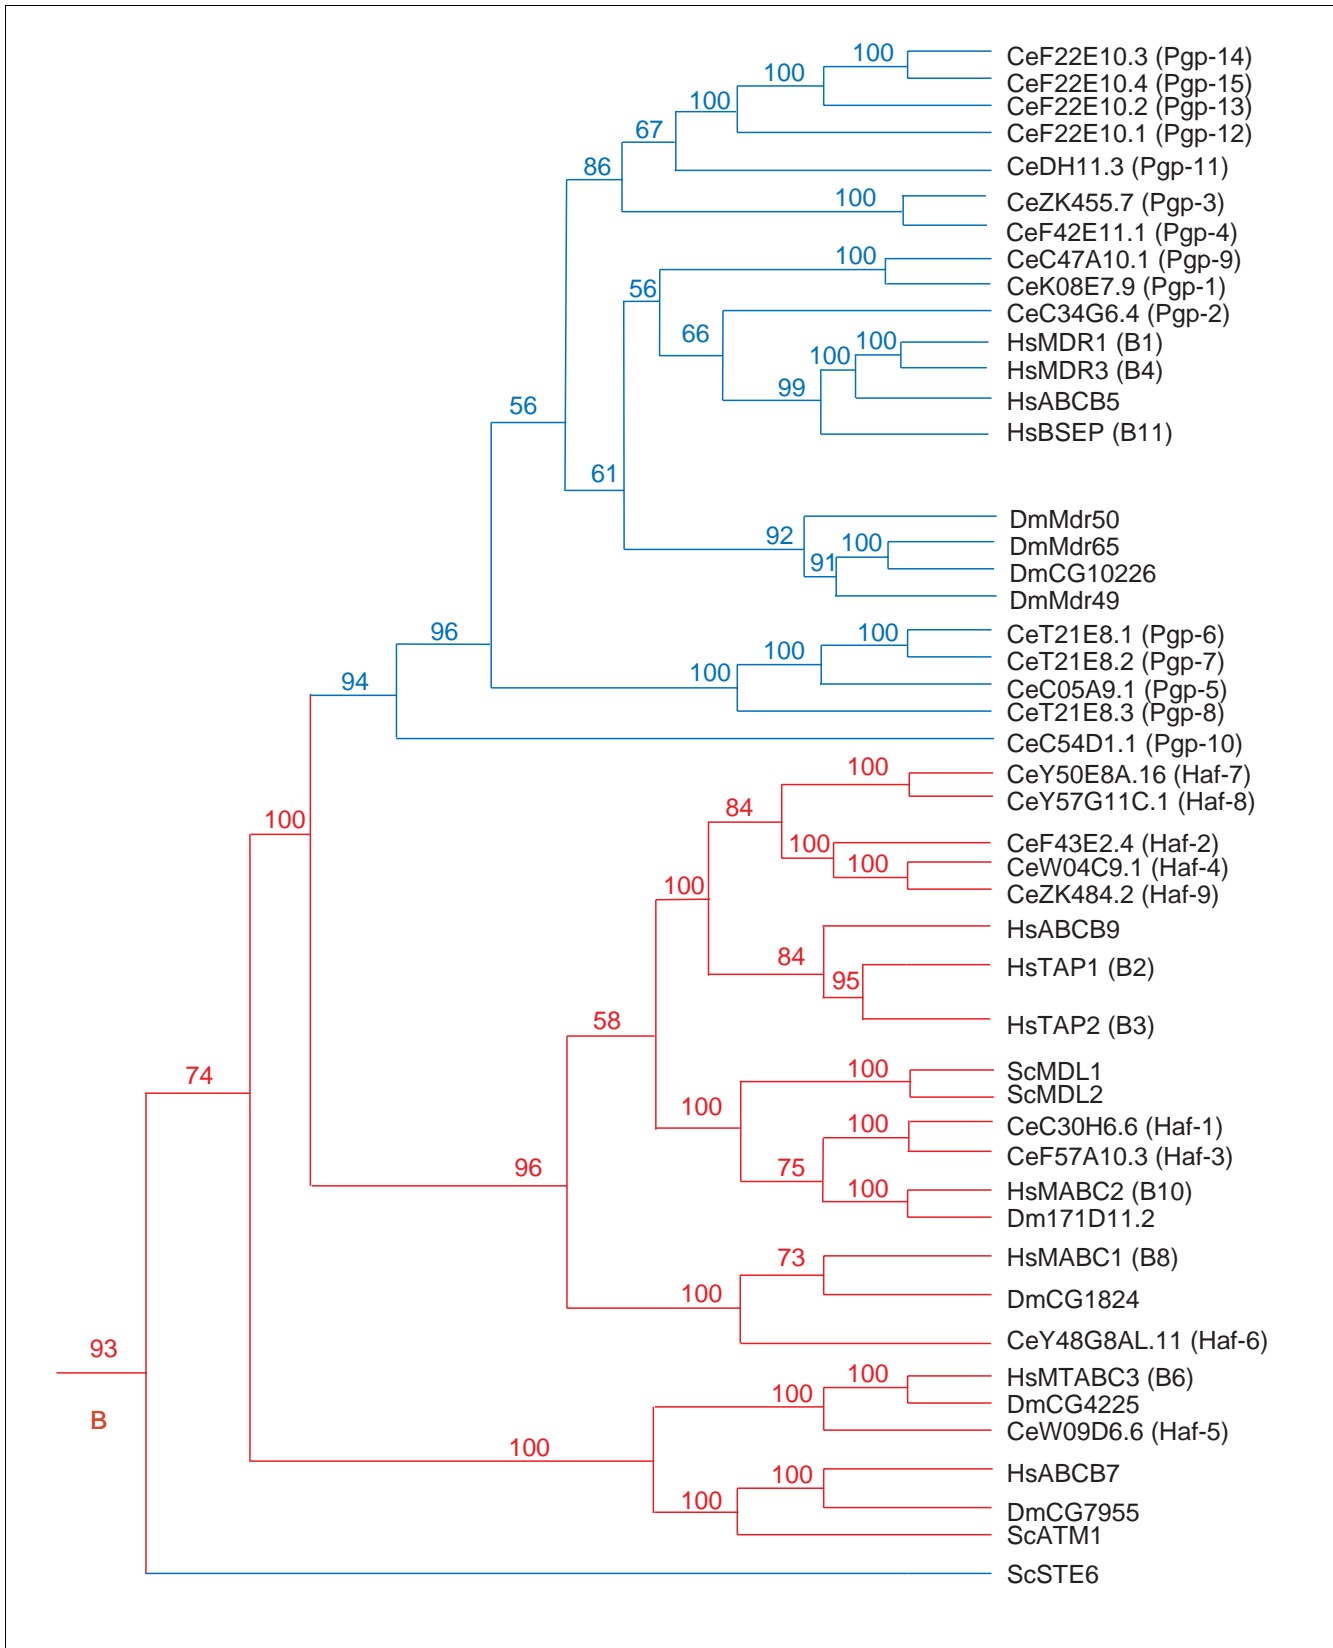 100 CeF22E10.3 (Pgp-14)
100 CeF22E10.4 (Pgp-15)
100 CeF22E10.2 (Pgp-13)
67 CeF22E10.1 (Pgp-12)
86 CeDH11.3 (Pgp-11)
100 CeZK455.7 (Pgp-3)
CeF42E11.1 (Pgp-4)
100 CeC47A10.1 (Pgp-9)
56 CeK08E7.9 (Pgp-1)
CeC34G6.4 (Pgp-2)
66 100 100 HsMDR1 (B1)
HsMDR3 (B4)
99 HsABCB5
56 HsBSEP (B11)
61
DmMdr50
92 100 DmMdr65
91 DmCG10226
DmMdr49
96 100 CeT21E8.1 (Pgp-6)
100 CeT21E8.2 (Pgp-7)
94 100 CeC05A9.1 (Pgp-5)
CeT21E8.3 (Pgp-8)
CeC54D1.1 (Pgp-10)
100 CeY50E8A.16 (Haf-7)
84 CeY57G11C.1 (Haf-8)
100 100 CeF43E2.4 (Haf-2)
100 CeW04C9.1 (Haf-4)
100 CeZK484.2 (Haf-9)
HsABCB9
84 HsTAP1 (B2)
95
58 HsTAP2 (B3)
74 100 ScMDL1
ScMDL2
100 100 CeC30H6.6 (Haf-1)
96 75 CeF57A10.3 (Haf-3)
100 HsMABC2 (B10)
Dm171D11.2
73 HsMABC1 (B8)
100 DmCG1824
93 CeY48G8AL.11 (Haf-6)
100 HsMTABC3 (B6)
B 100 DmCG4225
CeW09D6.6 (Haf-5)
100 100 HsABCB7
100 DmCG7955
ScATM1
ScSTE6